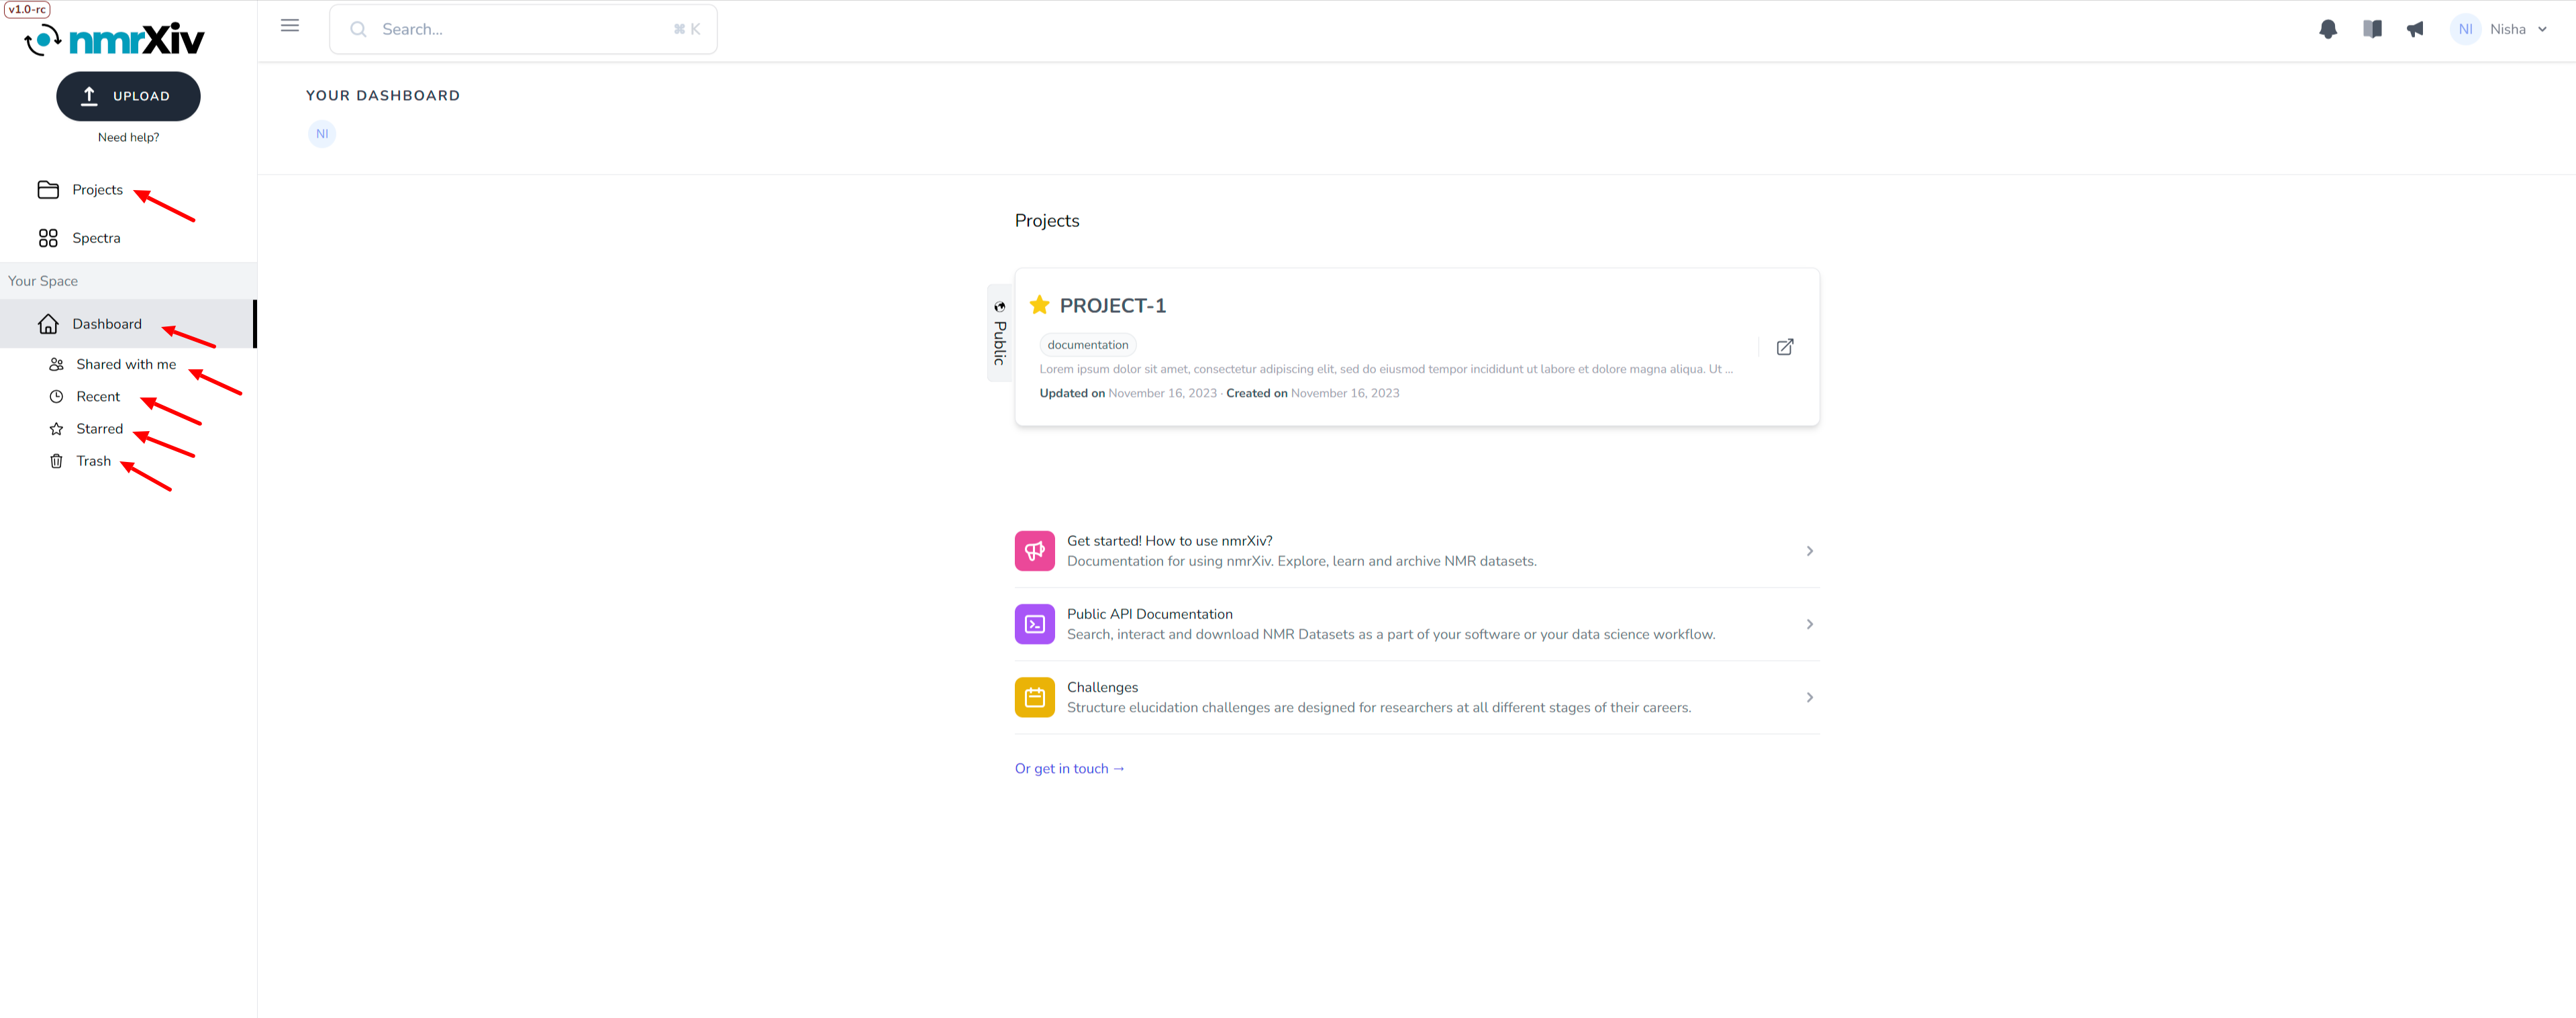 v1.0-rc
nmrXiv
UPLOAD
Need help?
Projects
Spectra
Your Space
Dashboard
Shared with me
Recent
Starred
Trash
Search...
⌘ K
NI
Nisha
YOUR DASHBOARD
NI
Projects
Public
PROJECT-1
documentation
Lorem ipsum dolor sit amet, consectetur adipiscing elit, sed do eiusmod tempor incididunt ut labore et dolore magna aliqua. Ut ...
Updated on November 16, 2023 · Created on November 16, 2023
Get started! How to use nmrXiv?
Documentation for using nmrXiv. Explore, learn and archive NMR datasets.
Public API Documentation
Search, interact and download NMR Datasets as a part of your software or your data science workflow.
Challenges
Structure elucidation challenges are designed for researchers at all different stages of their careers.
Or get in touch →